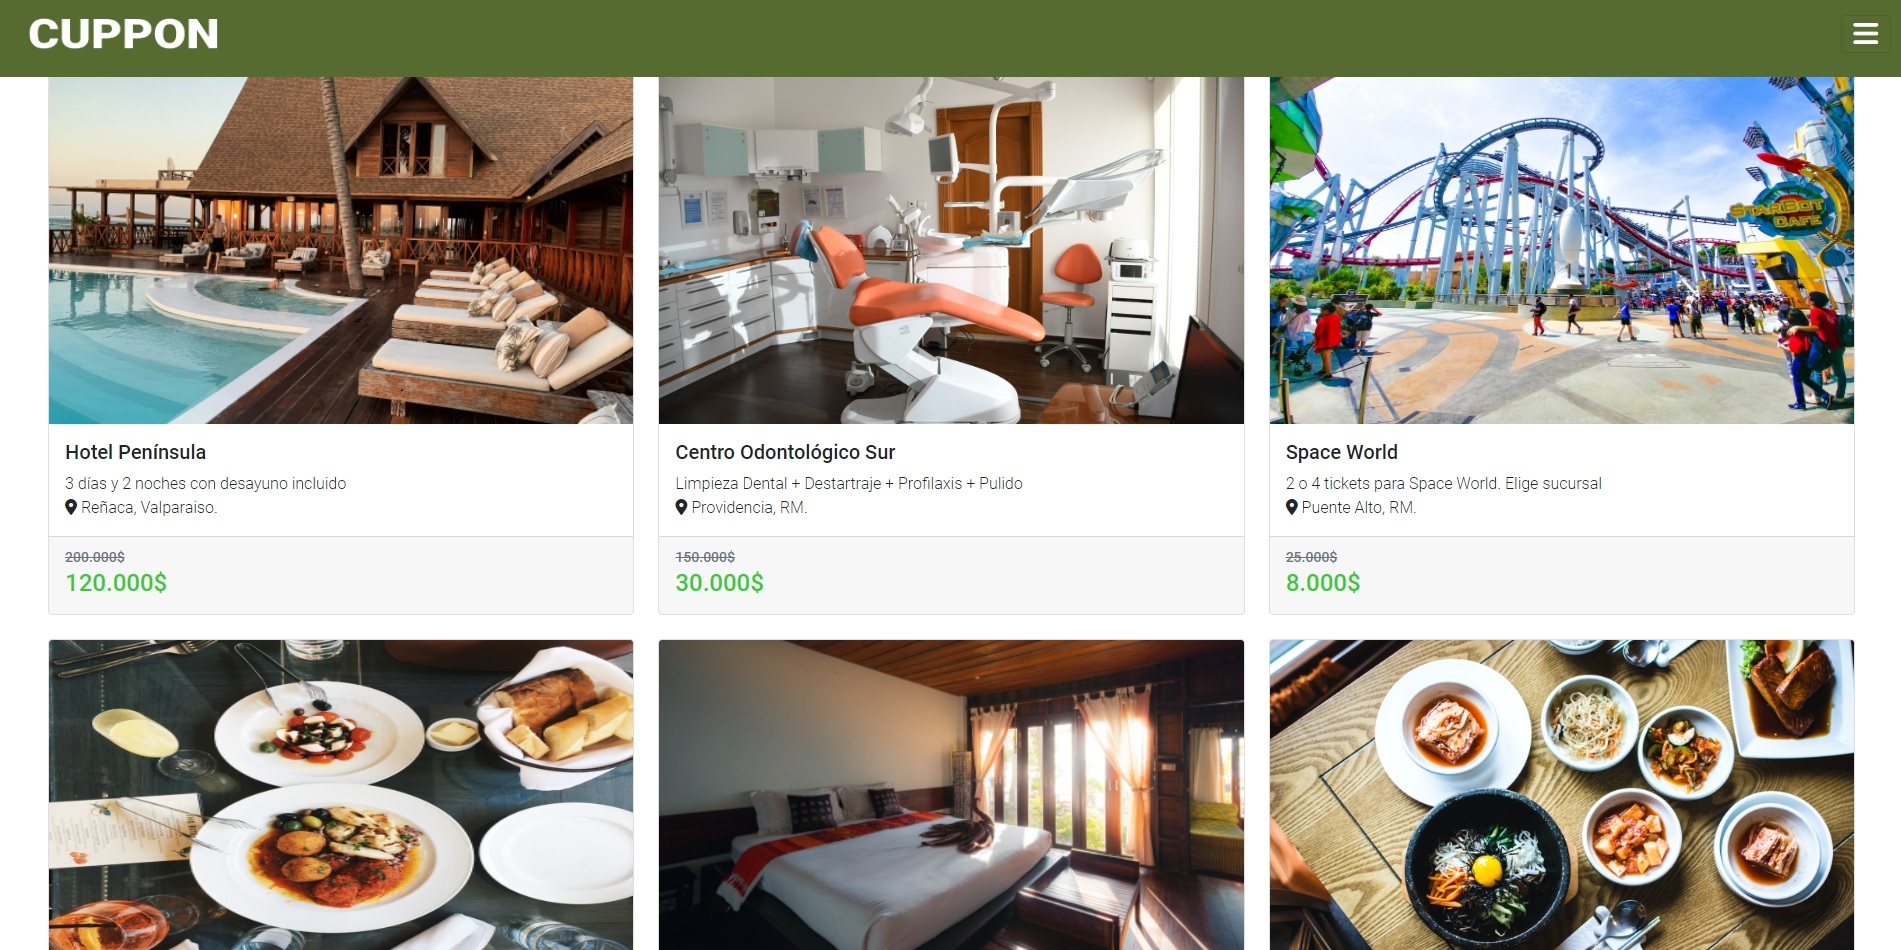 CUPPON
STARBOT
CAFE
Hotel Península
3 días y 2 noches con desayuno incluido
Reñaca, Valparaiso.
200.000$
120.000$
Centro Odontológico Sur
Limpieza Dental + Destartraje + Profilaxis + Pulido
Providencia, RM.
150.000$
30.000$
Space World
2 o 4 tickets para Space World. Elige sucursal
Puente Alto, RM.
25.000$
8.000$